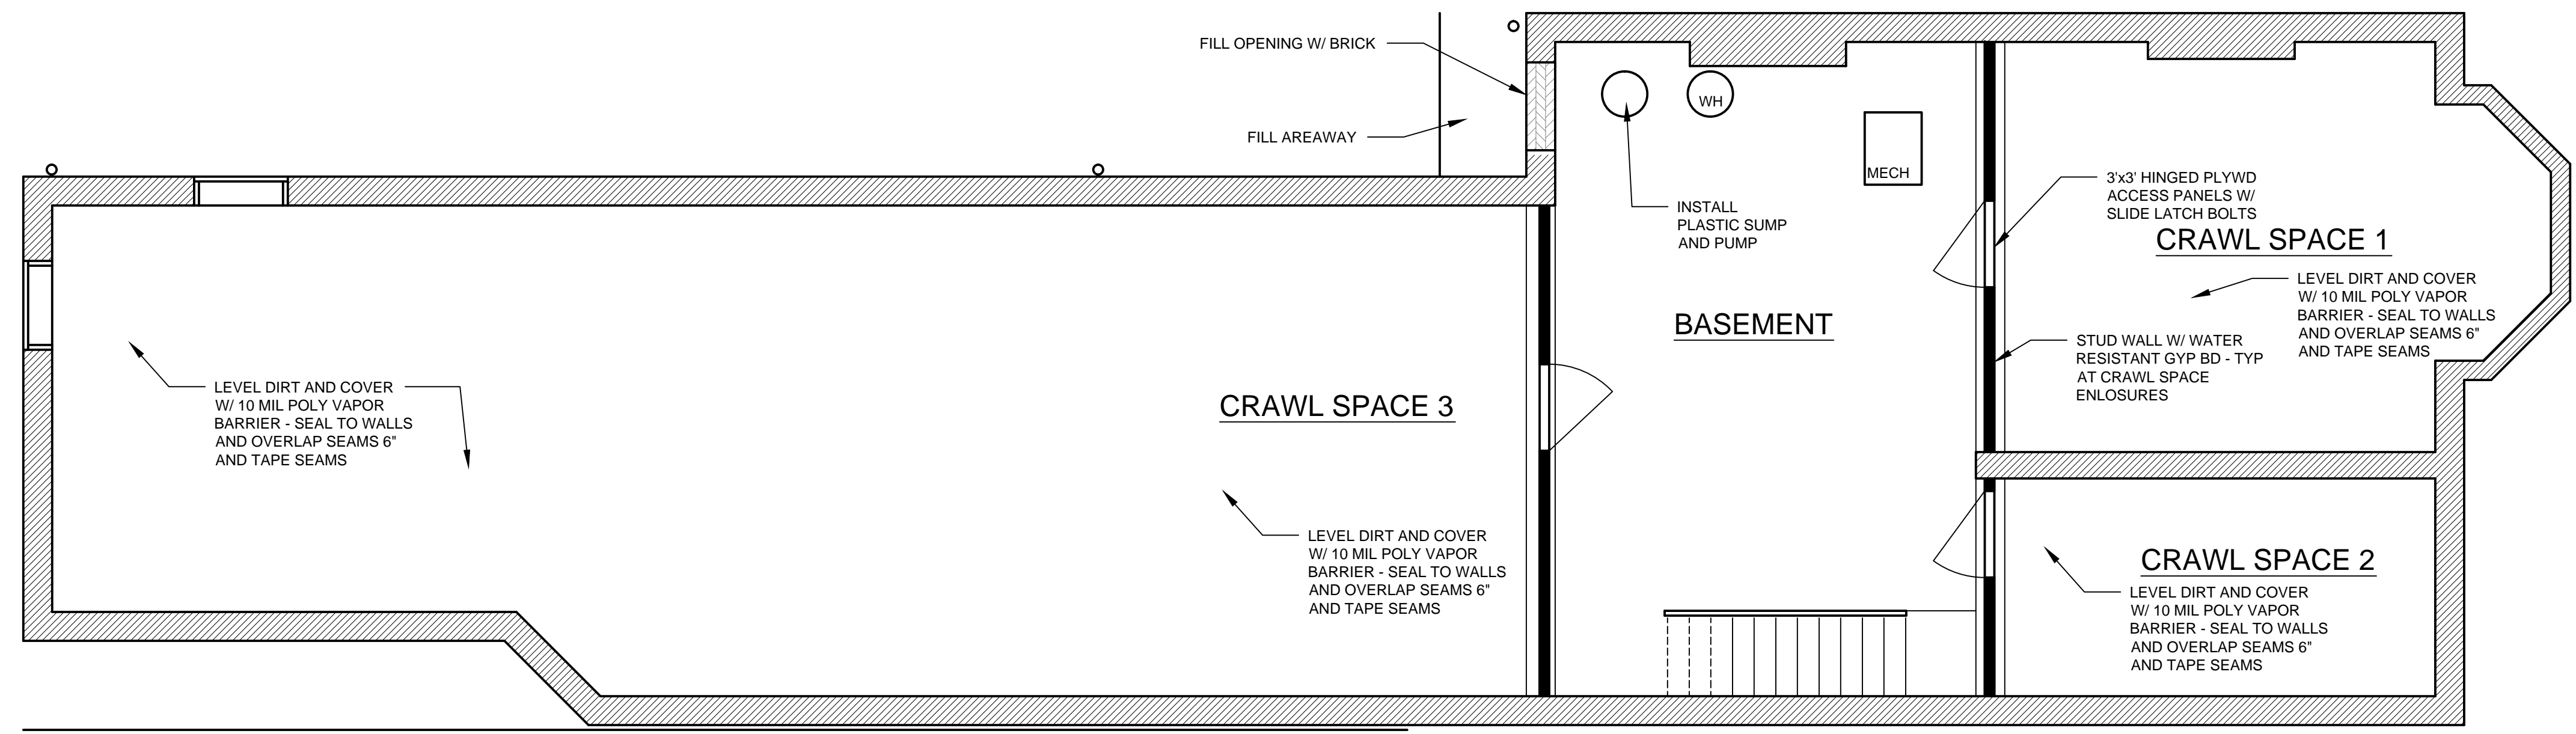 FILL OPENING W/ BRICK
FILL AREAWAY
WH
MECH
INSTALL
PLASTIC SUMP
AND PUMP
3'x3' HINGED PLYWD
ACCESS PANELS W/
SLIDE LATCH BOLTS
CRAWL SPACE 1
LEVEL DIRT AND COVER
W/ 10 MIL POLY VAPOR
BARRIER - SEAL TO WALLS
AND OVERLAP SEAMS 6"
AND TAPE SEAMS
BASEMENT
STUD WALL W/ WATER
RESISTANT GYP BD - TYP
AT CRAWL SPACE
ENLOSURES
LEVEL DIRT AND COVER
W/ 10 MIL POLY VAPOR
BARRIER - SEAL TO WALLS
AND OVERLAP SEAMS 6"
AND TAPE SEAMS
CRAWL SPACE 3
LEVEL DIRT AND COVER
W/ 10 MIL POLY VAPOR
BARRIER - SEAL TO WALLS
AND OVERLAP SEAMS 6"
AND TAPE SEAMS
CRAWL SPACE 2
LEVEL DIRT AND COVER
W/ 10 MIL POLY VAPOR
BARRIER - SEAL TO WALLS
AND OVERLAP SEAMS 6"
AND TAPE SEAMS